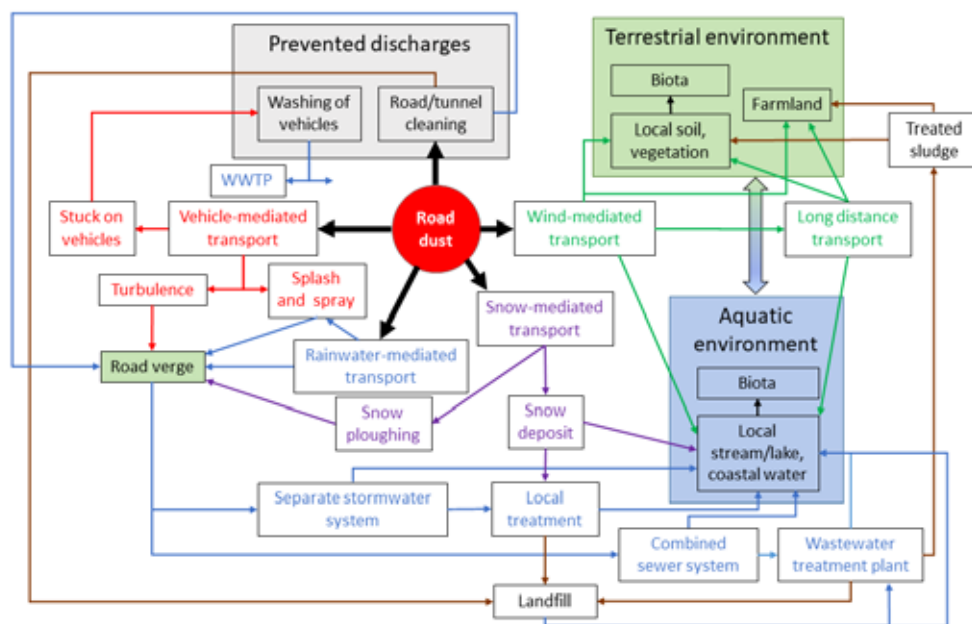 Prevented discharges
Washing of
vehicles
Road/tunnel
cleaning
WWTP
Terrestrial environment
Biota
Farmland
Local soil,
vegetation
Treated
sludge
Stuck on
vehicles
Vehicle-mediated
transport
Road
dust
Wind-mediated
transport
Long distance
transport
Turbulence
Splash
and spray
Snow-mediated
transport
Road verge
Rainwater-mediated
transport
Snow
ploughing
Snow
deposit
Aquatic
environment
Biota
Local
stream/lake,
coastal water
Separate stormwater
system
Local
treatment
Combined
sewer system
Wastewater
treatment plant
Landfill